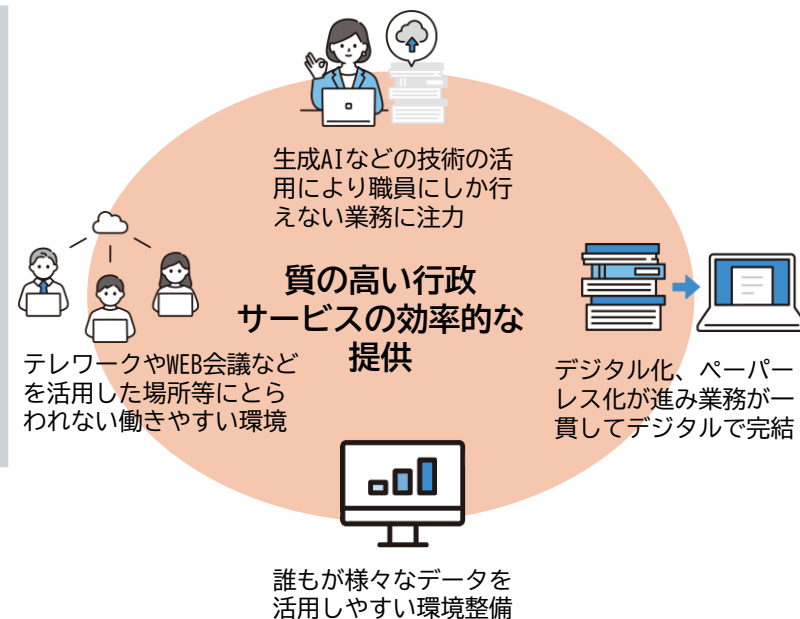 生成AIなどの技術の活
用により職員にしか行
えない業務に注力
質の高い行政
サービスの効率的な
提供
テレワークやWEB会議など
を活用した場所等にとら
われない働きやすい環境
デジタル化、ペーパー
レス化が進み業務が一
貫してデジタルで完結
誰もが様々なデータを
活用しやすい環境整備